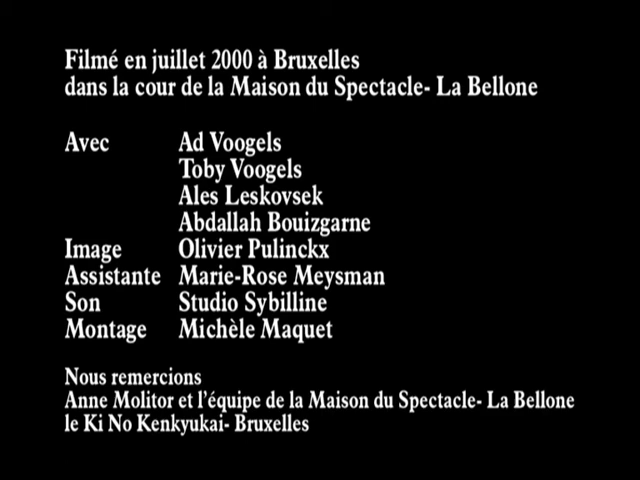 Filmé en juillet 2000 à Bruxelles
dans la cour de la Maison du Spectacle- La Bellone
Avec Ad Voogels
Toby Voogels
Ales Leskovsek
Abdallah Bouizgarne
Image Olivier Pulinckx
Assistante Marie-Rose Meysman
Son Studio Sybilline
Montage Michèle Maquet
Nous remercions
Anne Molitor et l'équipe de la Maison du Spectacle- La Bellone
le Ki No Kenkyukai- Bruxelles